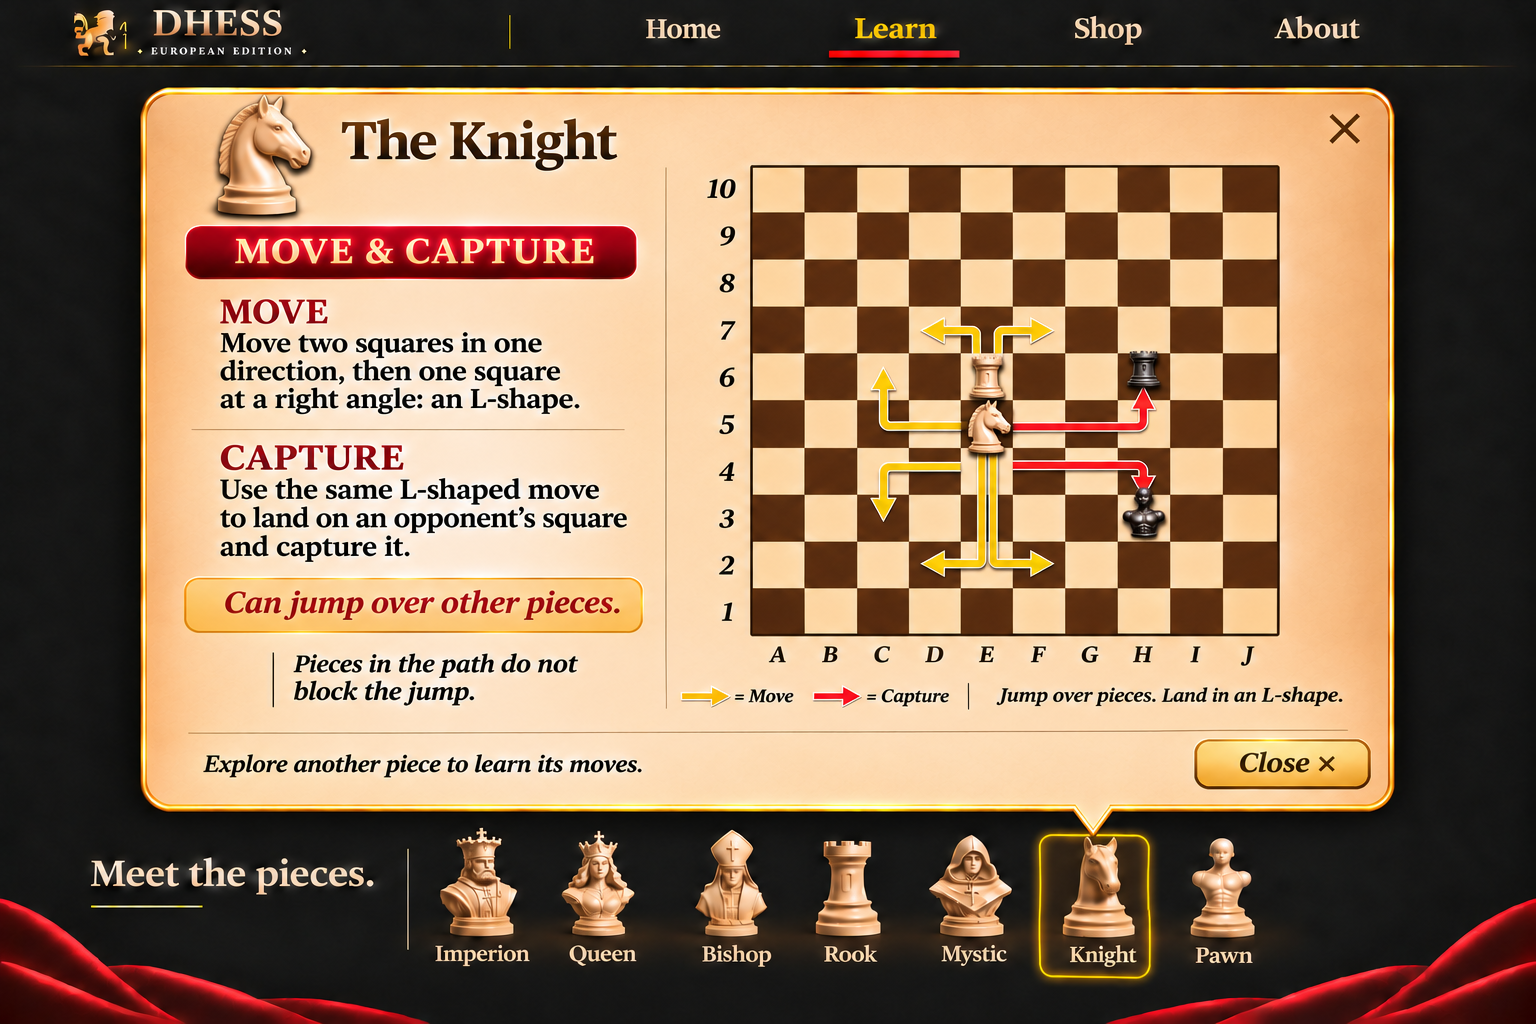 DHESS
EUROPEAN EDITION
Home
Learn
Shop
About
The Knight
MOVE & CAPTURE
MOVE
Move two squares in one
direction, then one square
at a right angle: an L-shape.
CAPTURE
Use the same L-shaped move
to land on an opponent's square
and capture it.
Can jump over other pieces.
Pieces in the path do not
block the jump.
10
9
8
7
6
5
4
3
2
1
A B C D E F G H I J
= Move
= Capture
Jump over pieces. Land in an L-shape.
Explore another piece to learn its moves.
Close ×
Meet the pieces.
Imperion
Queen
Bishop
Rook
Mystic
Knight
Pawn